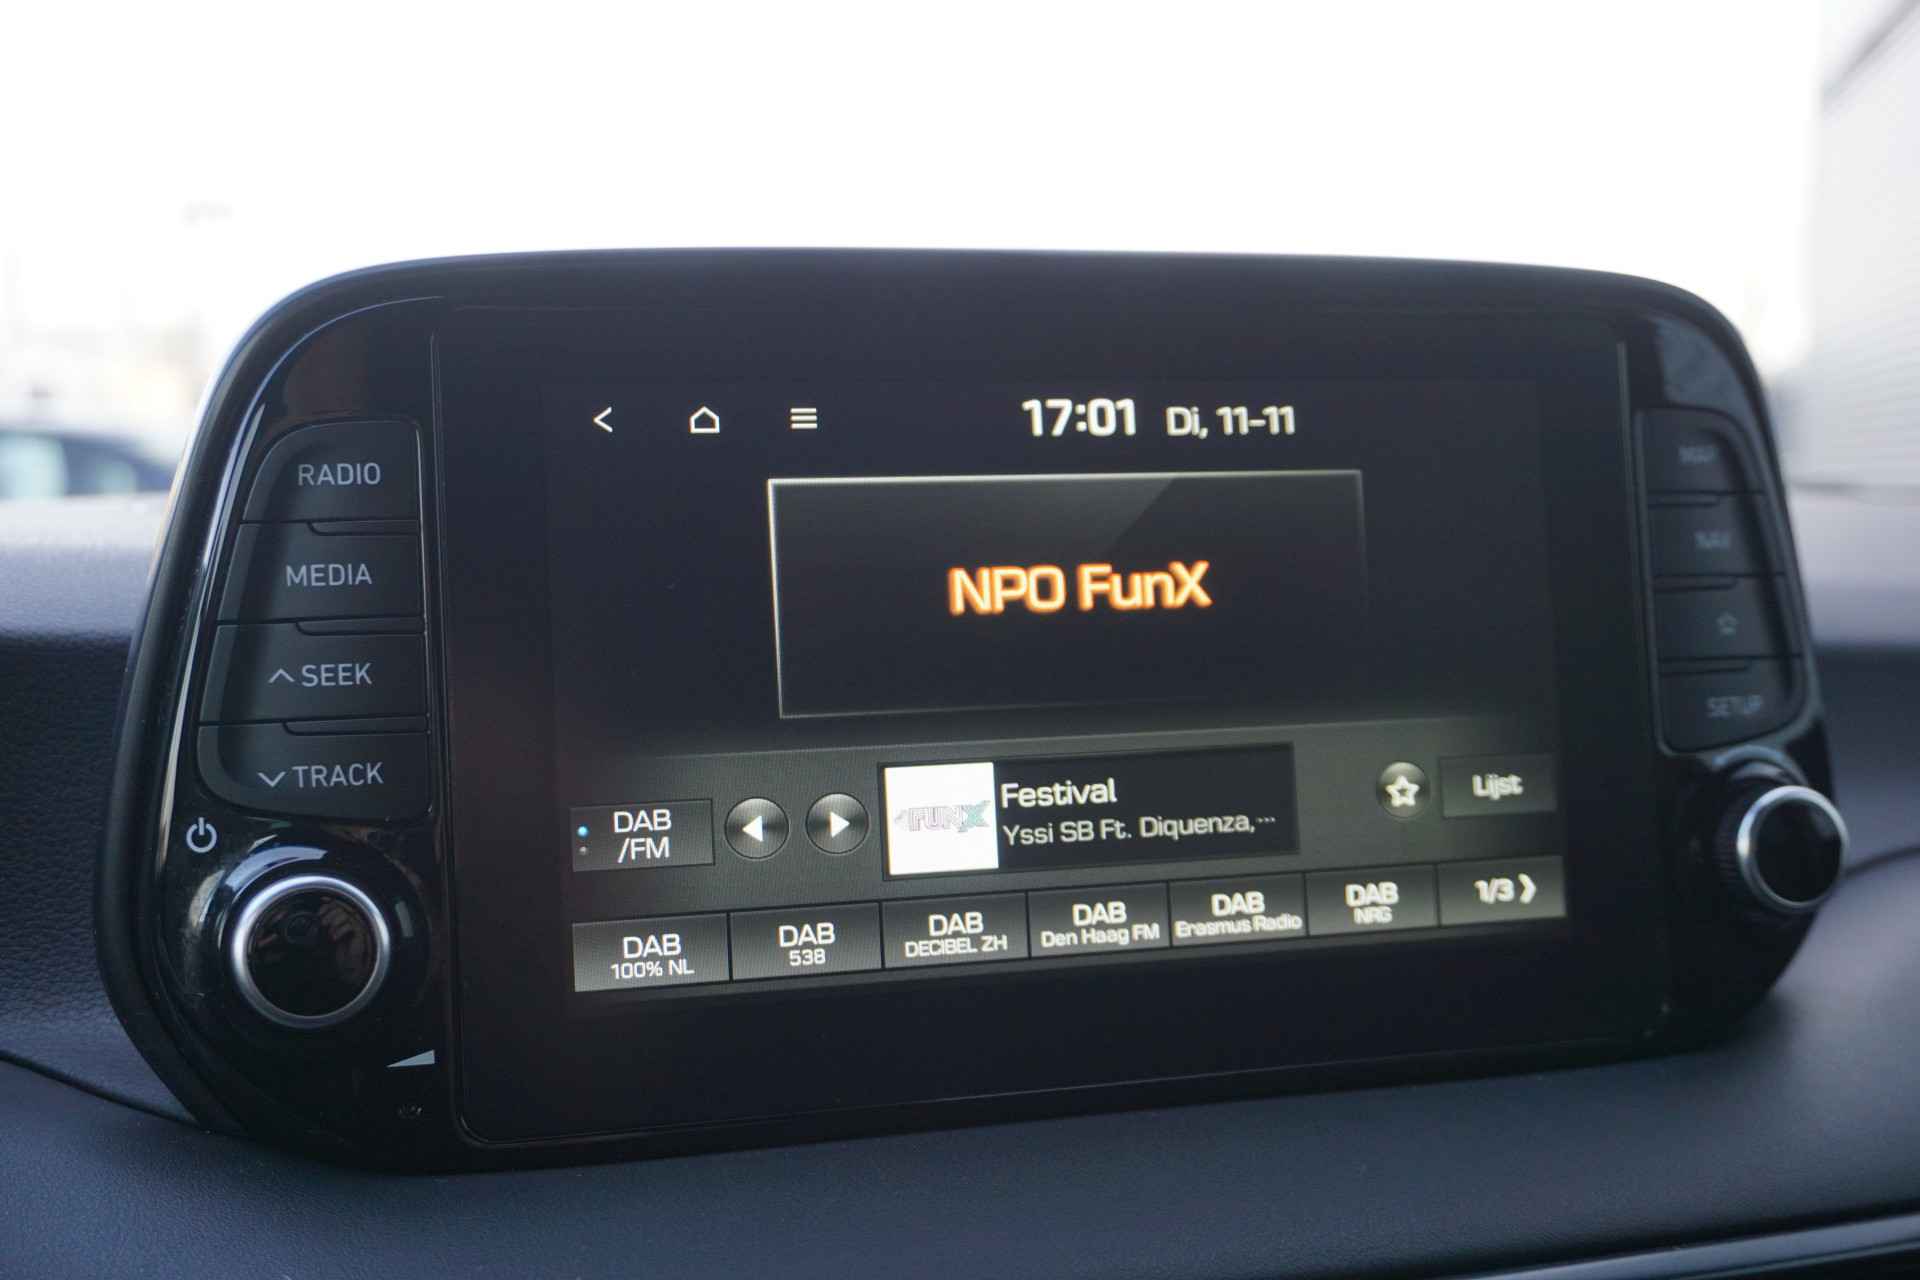 17:01 Di, 11-11
RADIO
MEDIA
SEEK
TRACK
MAP
NAV
SETUP
NPO FunX
DAB
/FM
FUNX
Festival
Yssi SB Ft. Diquenza,...
Lijst
DAB
100% NL
DAB
538
DAB
DECIBEL ZH
DAB
Den Haag FM
DAB
Erasmus Radio
DAB
NRG
1/3